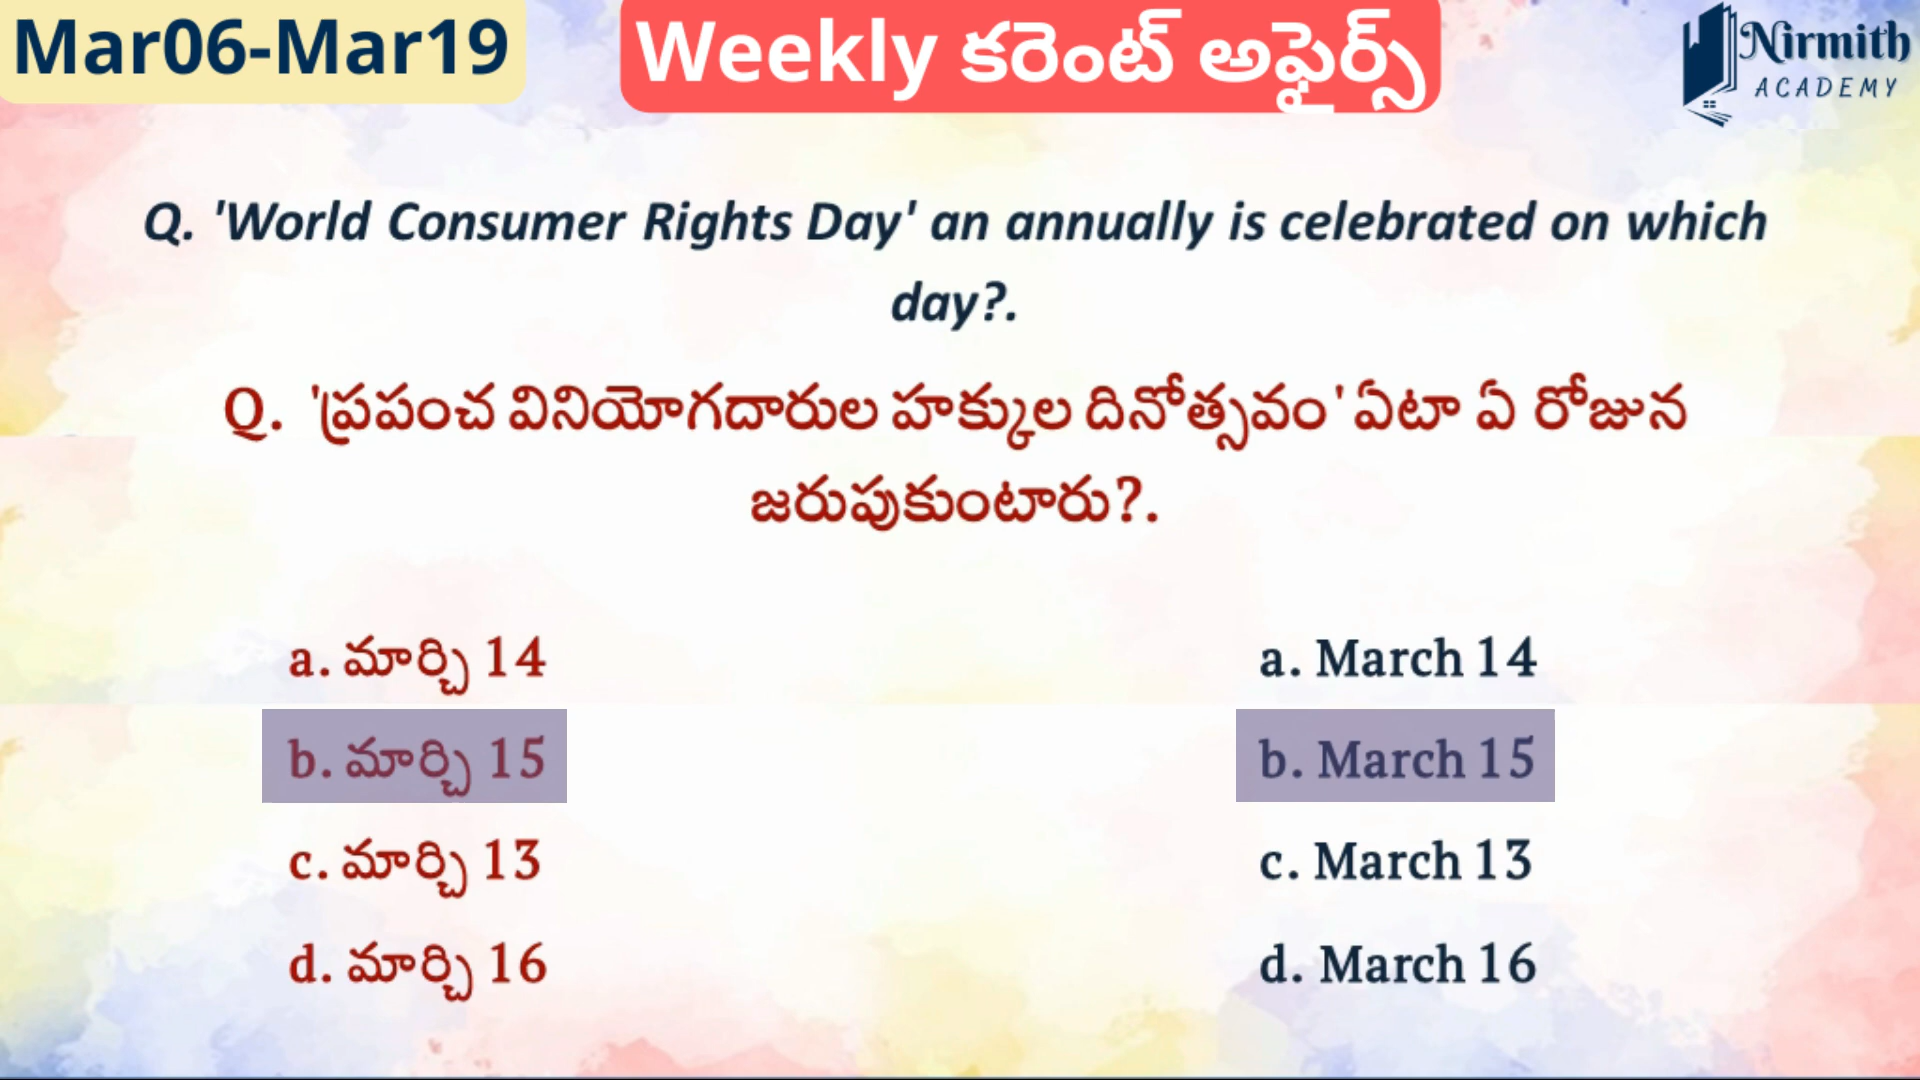 Mar06-Mar19
Weekly కరెంట్ అఫైర్స్
Nirmith
ACADEMY
Q. 'World Consumer Rights Day' an annually is celebrated on which
day?.
Q. 'ప్రపంచ వినియోగదారుల హక్కుల దినోత్సవం' ఏటా ఏ రోజున
జరుపుకుంటారు?.
a. మార్చి 14
b. మార్చి 15
c. మార్చి 13
d. మార్చి 16
a. March 14
b. March 15
c. March 13
d. March 16